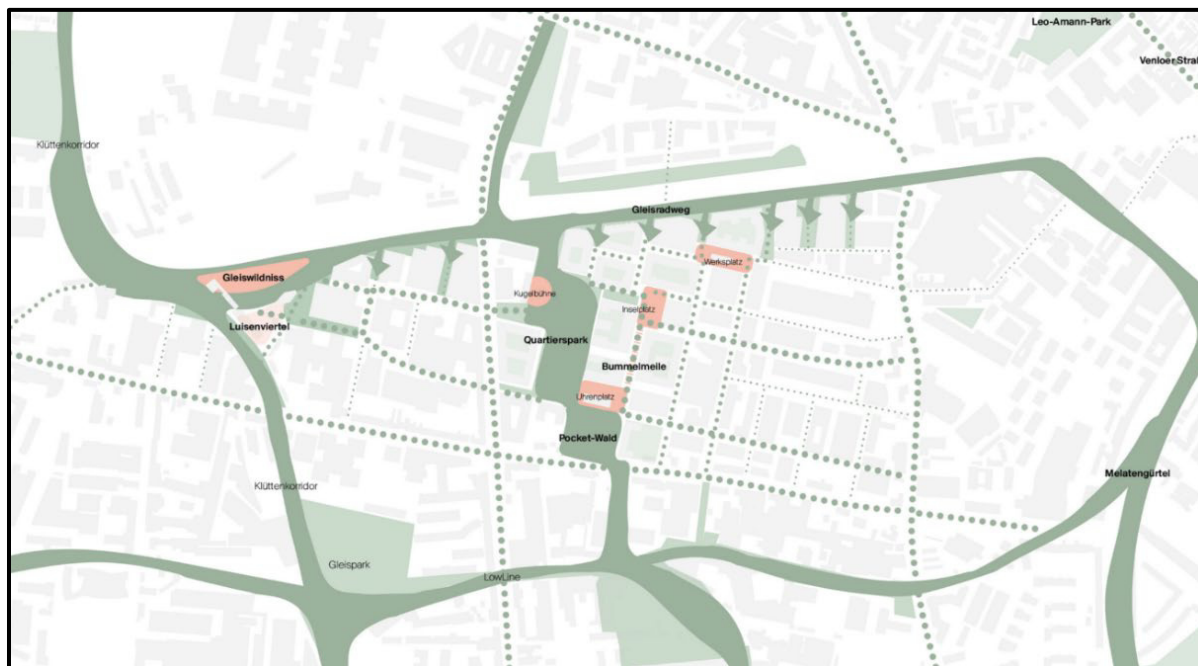 Leo-Amann-Park
Venloer Straß
Klüttenkorridor
Gleisradweg
Werksplatz
Gleiswildniss
Kugelbühne
Inselplatz
Luisenviertel
Quartierspark
Bummelmeile
Uhrenplatz
Pocket-Wald
Melatengürtel
Klüttenkorridor
Gleispark
LowLine